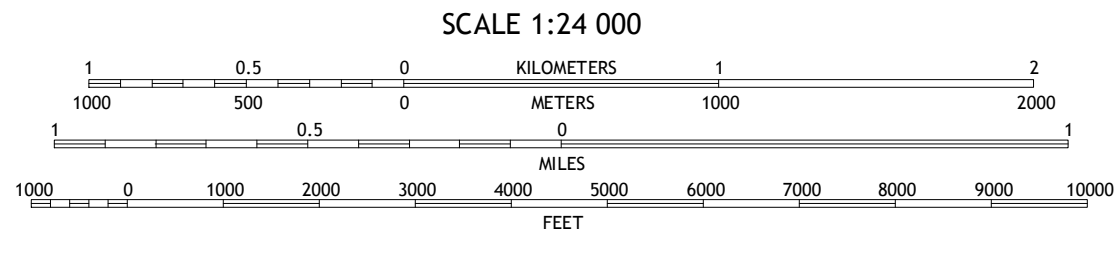 SCALE 1:24 000
1 0.5 0 KILOMETERS 1 2
1000 500 0 METERS 1000 2000
1 0.5 0 1
MILES
1000 0 1000 2000 3000 4000 5000 6000 7000 8000 9000 10000
FEET